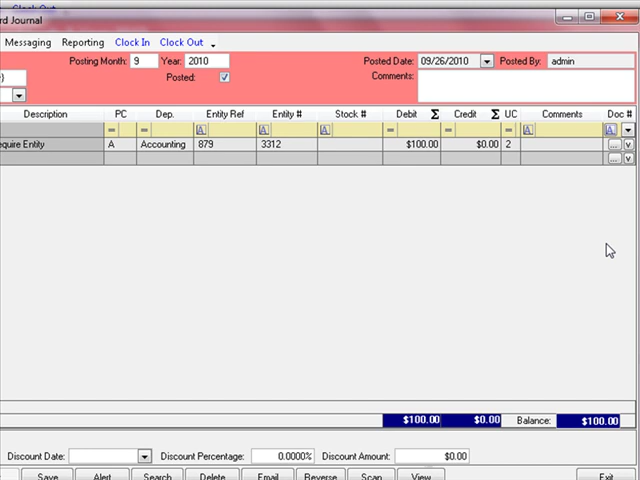 rd Journal
Messaging Reporting Clock In Clock Out
Posting Month: 9 Year: 2010 Posted Date: 09/26/2010 Posted By: admin
Posted: Comments:
Description PC Dep. Entity Ref Entity # Stock # Debit Σ Credit Σ UC Comments Doc #
= = A A A = = = A A
equire Entity A Accounting 879 3312 $100.00 $0.00 2 ... v
... v
$100.00 $0.00 Balance: $100.00
Discount Date: Discount Percentage: 0.0000% Discount Amount: $0.00
Save Alert Search Delete Email Reverse Scan View Exit